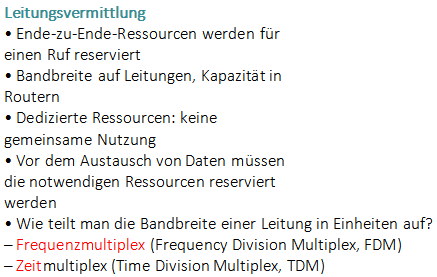 Leitungsvermittlung
• Ende-zu-Ende-Ressourcen werden für
einen Ruf reserviert
• Bandbreite auf Leitungen, Kapazität in
Routern
• Dedizierte Ressourcen: keine
gemeinsame Nutzung
• Vor dem Austausch von Daten müssen
die notwendigen Ressourcen reserviert
werden
• Wie teilt man die Bandbreite einer Leitung in Einheiten auf?
– Frequenzmultiplex (Frequency Division Multiplex, FDM)
– Zeitmultiplex (Time Division Multiplex, TDM)